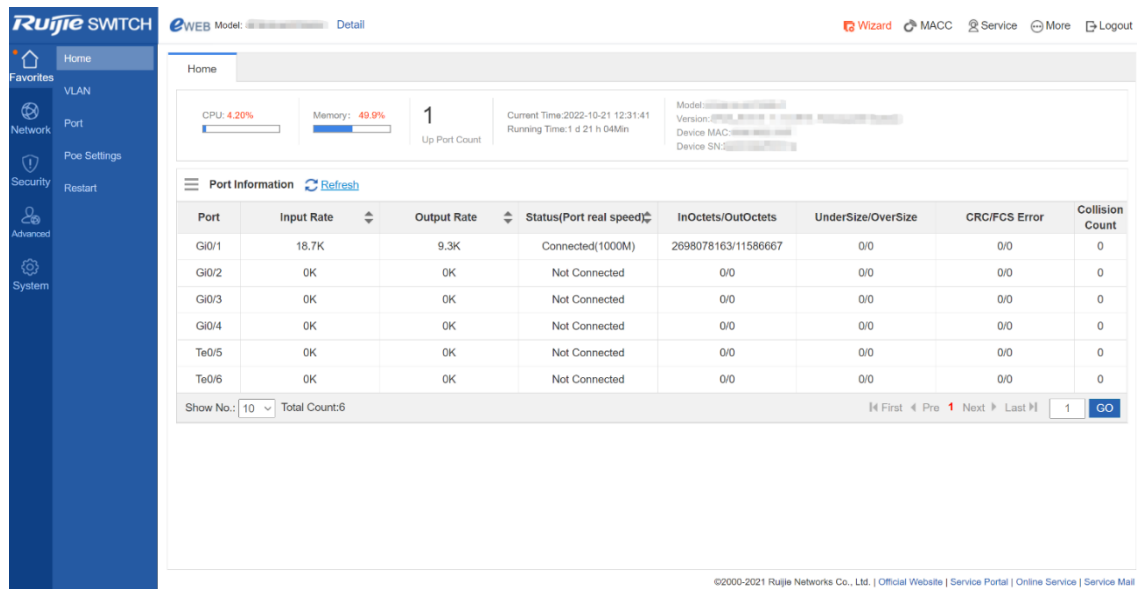 Ruijie SWITCH
eWEB Model: Detail
Wizard MACC Service More Logout
Favorites
Network
Security
Advanced
System
Home
VLAN
Port
Poe Settings
Restart
Home
CPU: 4.20% Memory: 49.9%
1
Up Port Count
Current Time:2022-10-21 12:31:41
Running Time:1 d 21 h 04Min
Model:
Version:
Device MAC:
Device SN:
Port Information Refresh
Port Input Rate Output Rate Status(Port real speed) InOctets/OutOctets UnderSize/OverSize CRC/FCS Error Collision Count
Gi0/1 18.7K 9.3K Connected(1000M) 2698078163/11586667 0/0 0/0 0
Gi0/2 0K 0K Not Connected 0/0 0/0 0/0 0
Gi0/3 0K 0K Not Connected 0/0 0/0 0/0 0
Gi0/4 0K 0K Not Connected 0/0 0/0 0/0 0
Te0/5 0K 0K Not Connected 0/0 0/0 0/0 0
Te0/6 0K 0K Not Connected 0/0 0/0 0/0 0
Show No.: 10 Total Count:6 First Pre 1 Next Last 1 GO
©2000-2021 Ruijie Networks Co., Ltd. | Official Website | Service Portal | Online Service | Service Mail